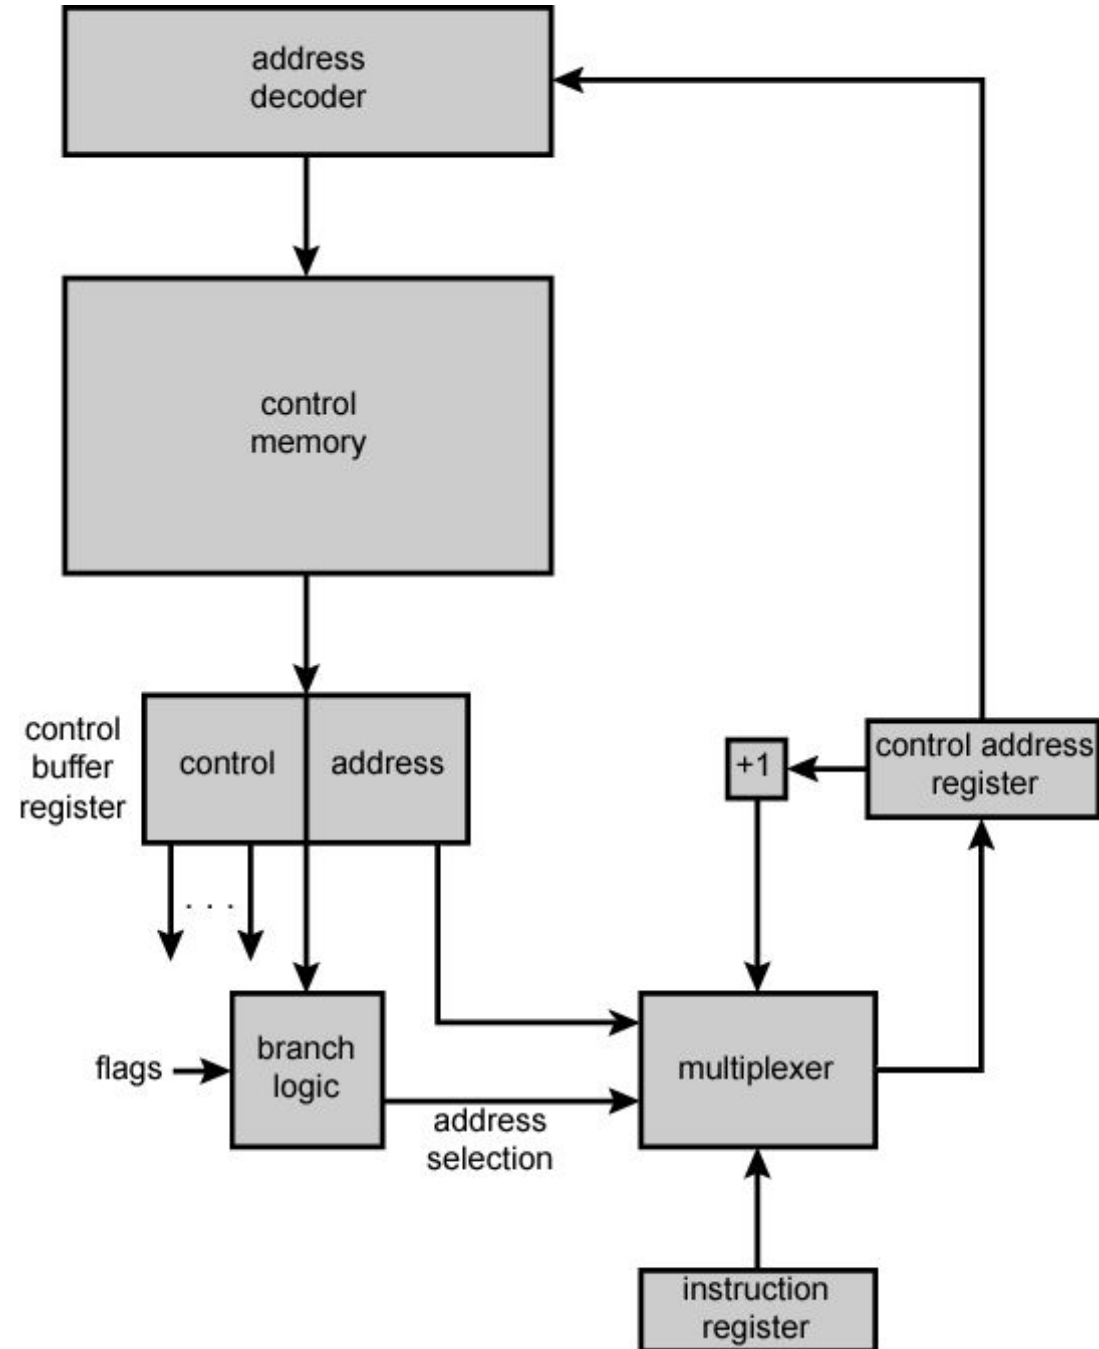 address
decoder
control
memory
control
buffer
register
control
address
+1
control address
register
. . .
flags
branch
logic
multiplexer
address
selection
instruction
register